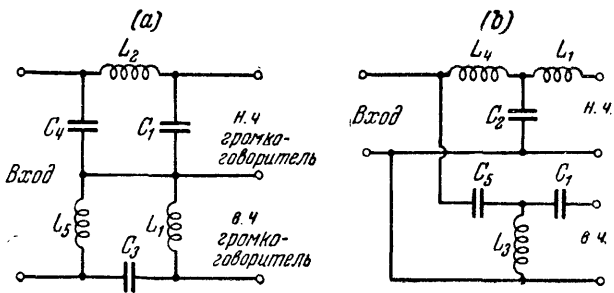 (a)
L₂
C₄
C₁
н. ч
громко-
говоритель
Вход
L₅
L₁
C₃
в. ч
громко-
говоритель
(b)
L₄
L₁
C₂
н. ч.
Вход
C₅
C₁
L₃
в ч.